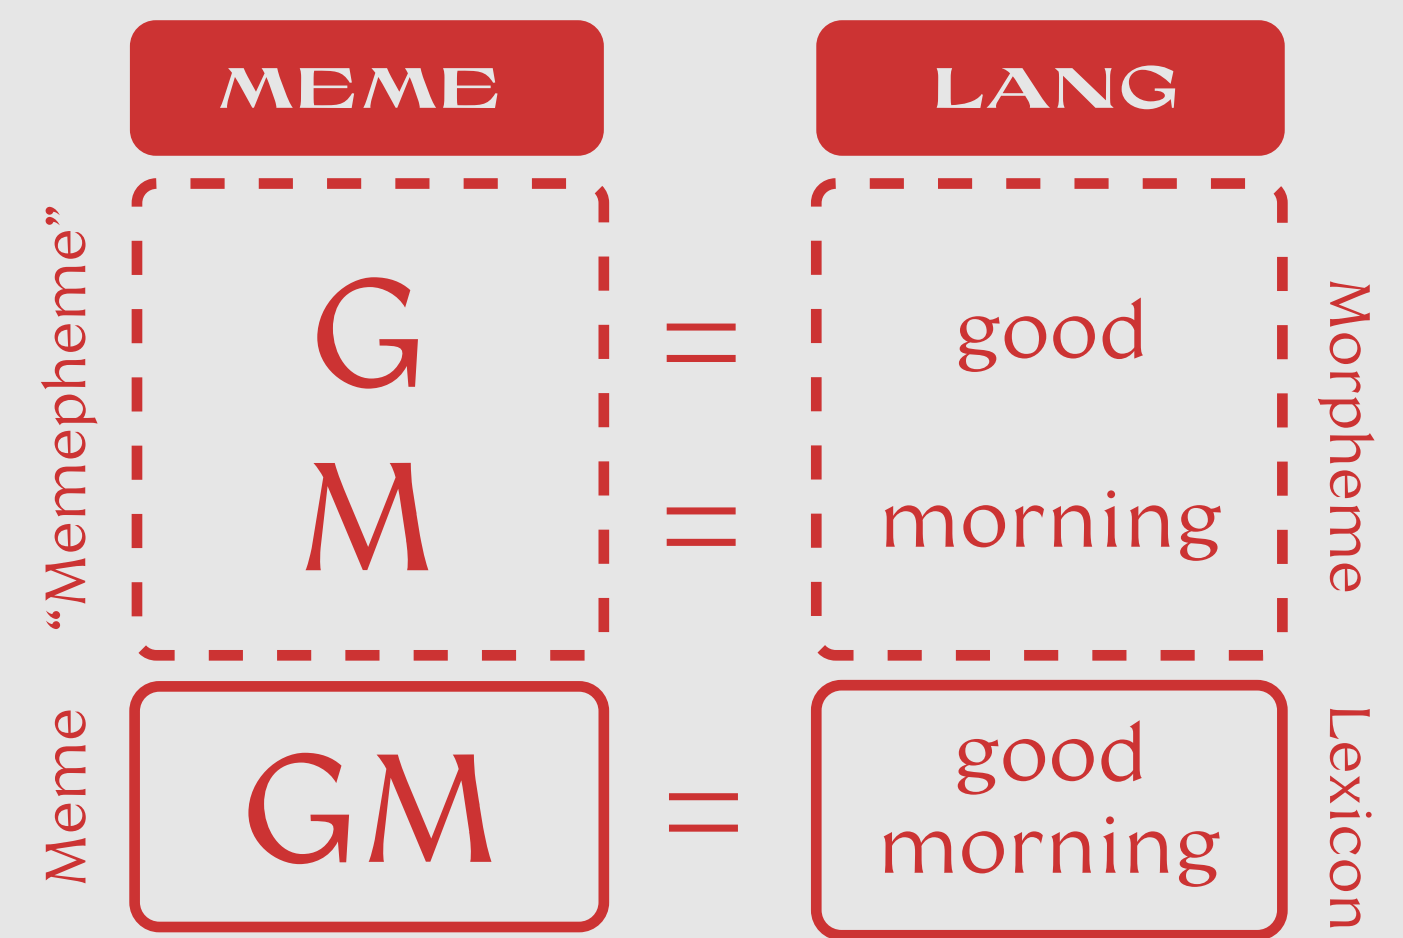 MEME
LANG
“Memepheme”
G
=
good
Morpheme
M
=
morning
Meme
GM
=
good
morning
Lexicon